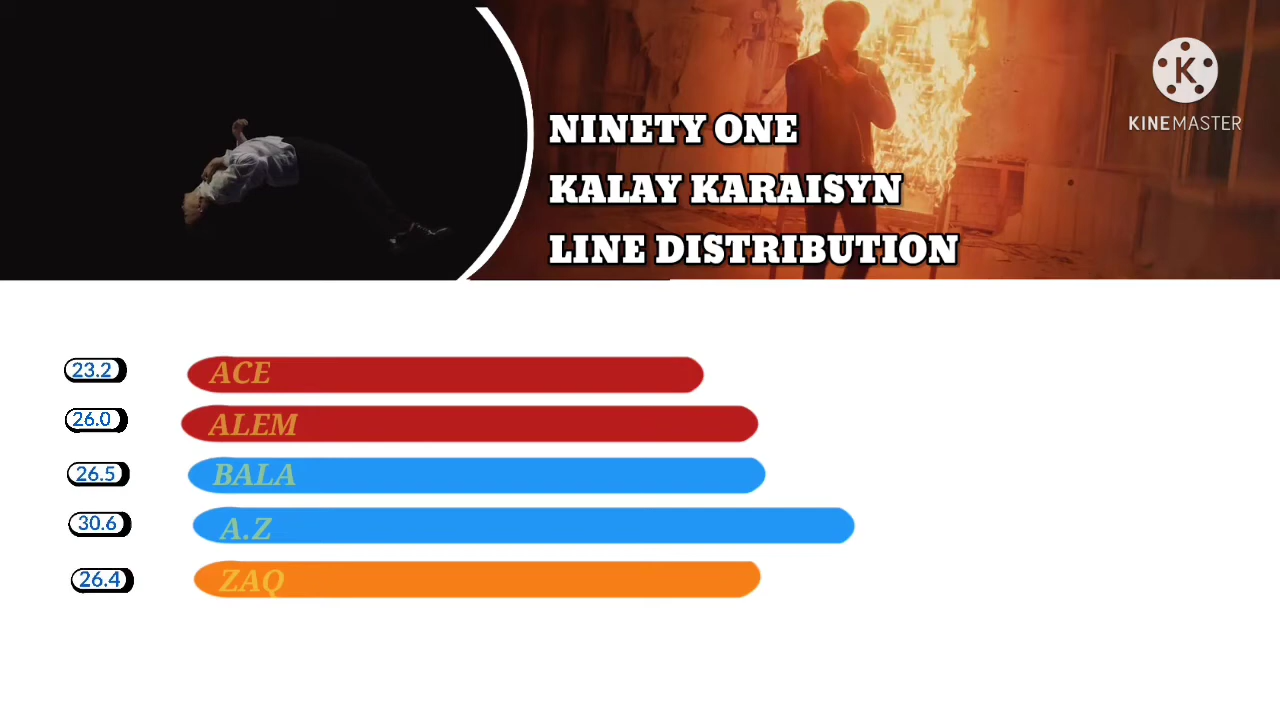 K
KINEMASTER
NINETY ONE
KALAY KARAISYN
LINE DISTRIBUTION
23.2 ACE
26.0 ALEM
26.5 BALA
30.6 A.Z
26.4 ZAQ